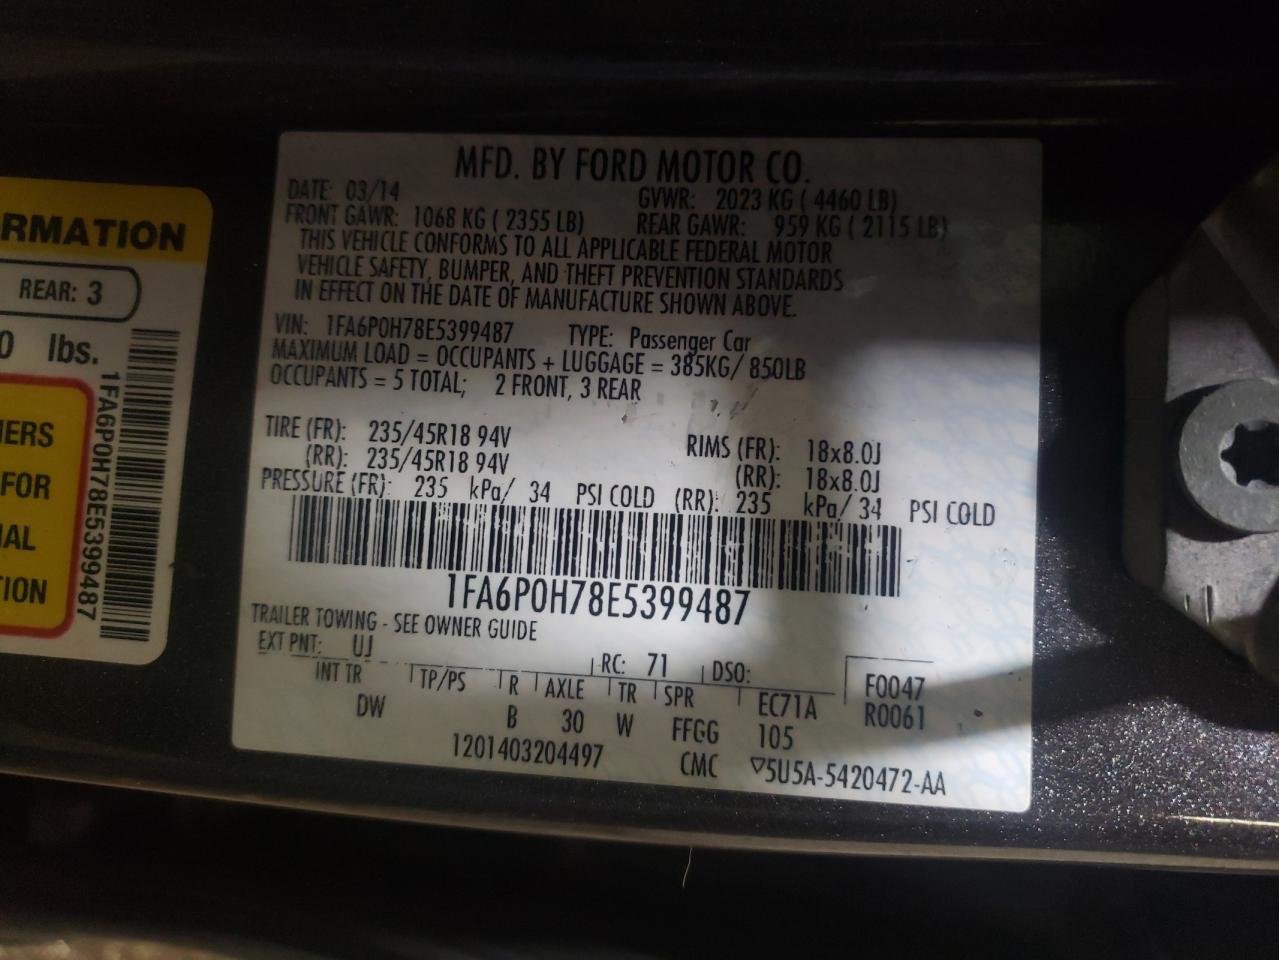 RMATION
REAR: 3
0 lbs.
IERS
FOR
IAL
TION
1FA6P0H78E5399487
MFD. BY FORD MOTOR CO.
DATE: 03/14 GVWR: 2023 KG ( 4460 LB)
FRONT GAWR: 1068 KG ( 2355 LB) REAR GAWR: 959 KG ( 2115 LB)
THIS VEHICLE CONFORMS TO ALL APPLICABLE FEDERAL MOTOR
VEHICLE SAFETY, BUMPER, AND THEFT PREVENTION STANDARDS
IN EFFECT ON THE DATE OF MANUFACTURE SHOWN ABOVE.
VIN: 1FA6P0H78E5399487 TYPE: Passenger Car
MAXIMUM LOAD = OCCUPANTS + LUGGAGE = 385KG/ 850LB
OCCUPANTS = 5 TOTAL; 2 FRONT, 3 REAR
TIRE (FR): 235/45R18 94V RIMS (FR): 18x8.0J
(RR): 235/45R18 94V (RR): 18x8.0J
PRESSURE (FR): 235 kPa/ 34 PSI COLD (RR): 235 kPa/ 34 PSI COLD
1FA6P0H78E5399487
TRAILER TOWING - SEE OWNER GUIDE
EXT PNT: UJ RC: 71 DSO: F0047
INT TR TP/PS R AXLE TR SPR EC71A R0061
DW B 30 W FFGG 105
1201403204497 CMC ▽5U5A-5420472-AA